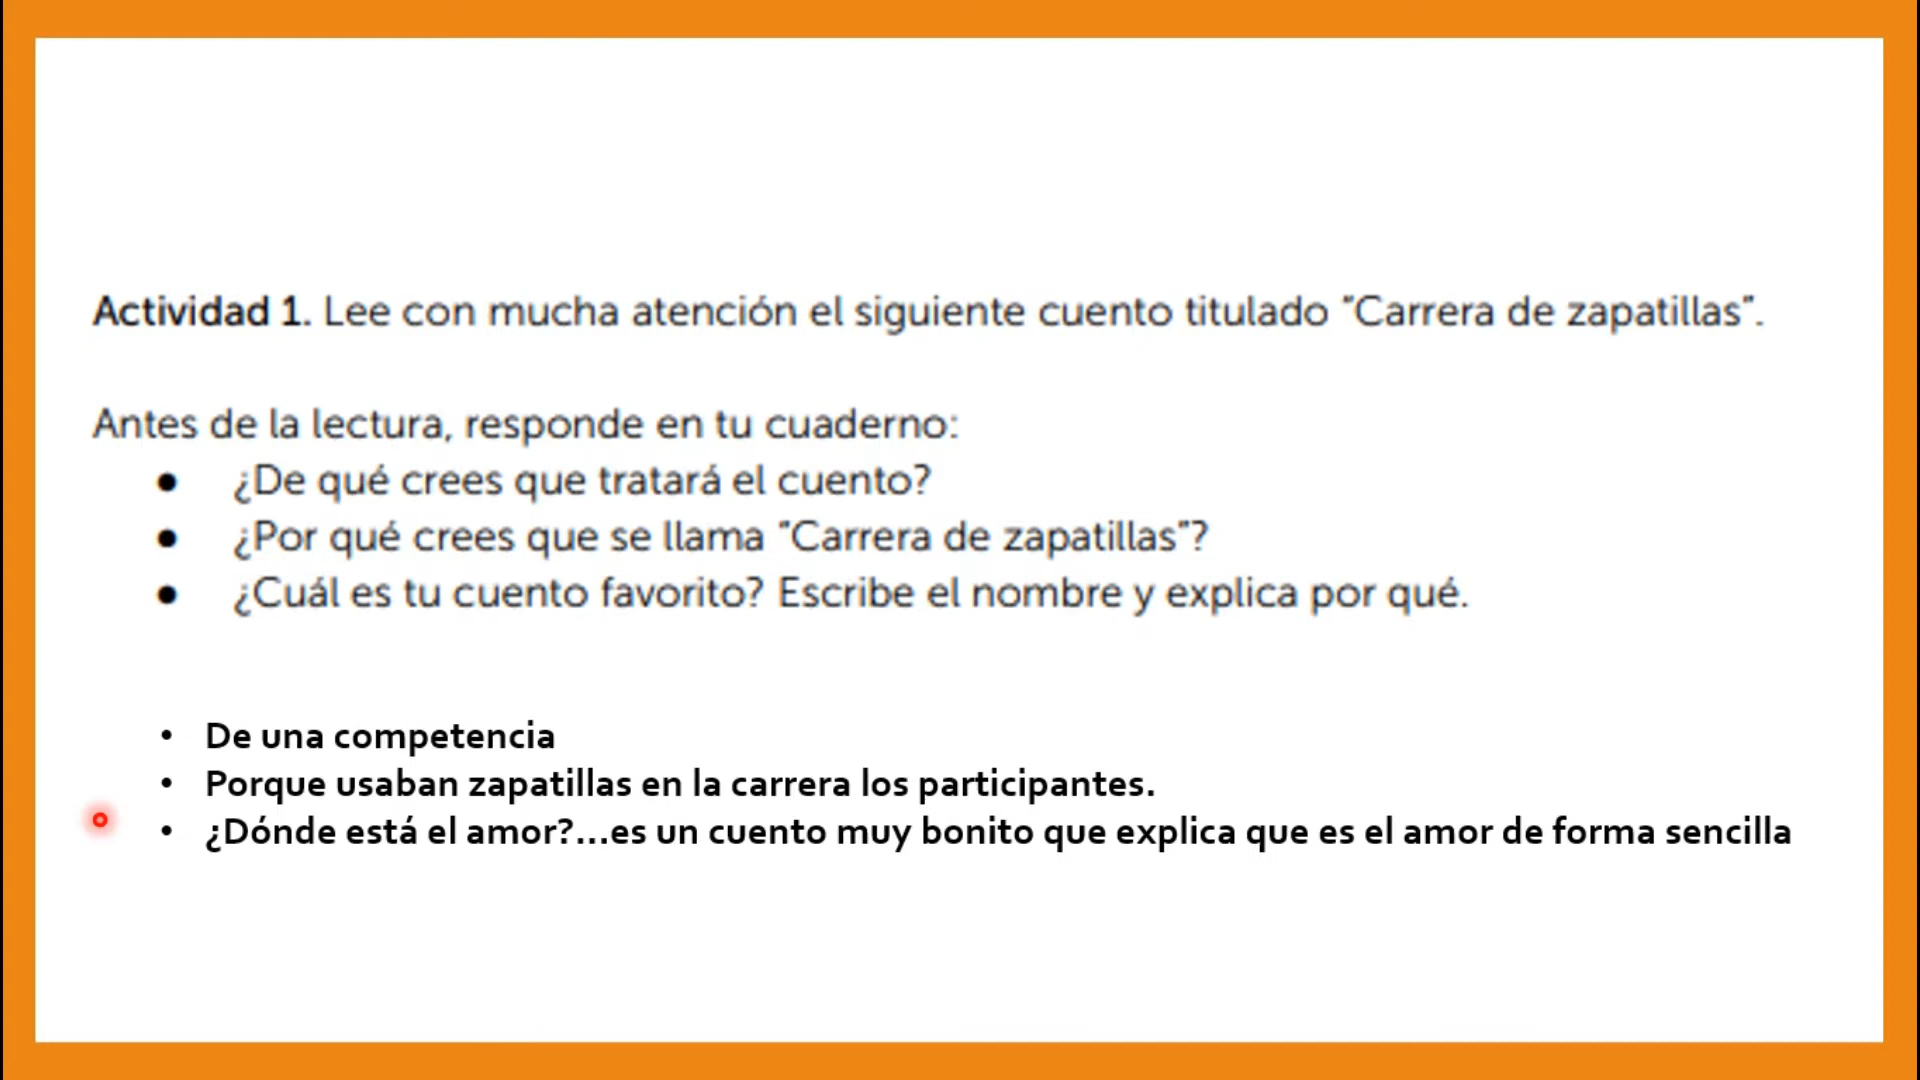 Actividad 1. Lee con mucha atención el siguiente cuento titulado "Carrera de zapatillas".
Antes de la lectura, responde en tu cuaderno:
● ¿De qué crees que tratará el cuento?
● ¿Por qué crees que se llama "Carrera de zapatillas"?
● ¿Cuál es tu cuento favorito? Escribe el nombre y explica por qué.
• De una competencia
• Porque usaban zapatillas en la carrera los participantes.
• ¿Dónde está el amor?...es un cuento muy bonito que explica que es el amor de forma sencilla